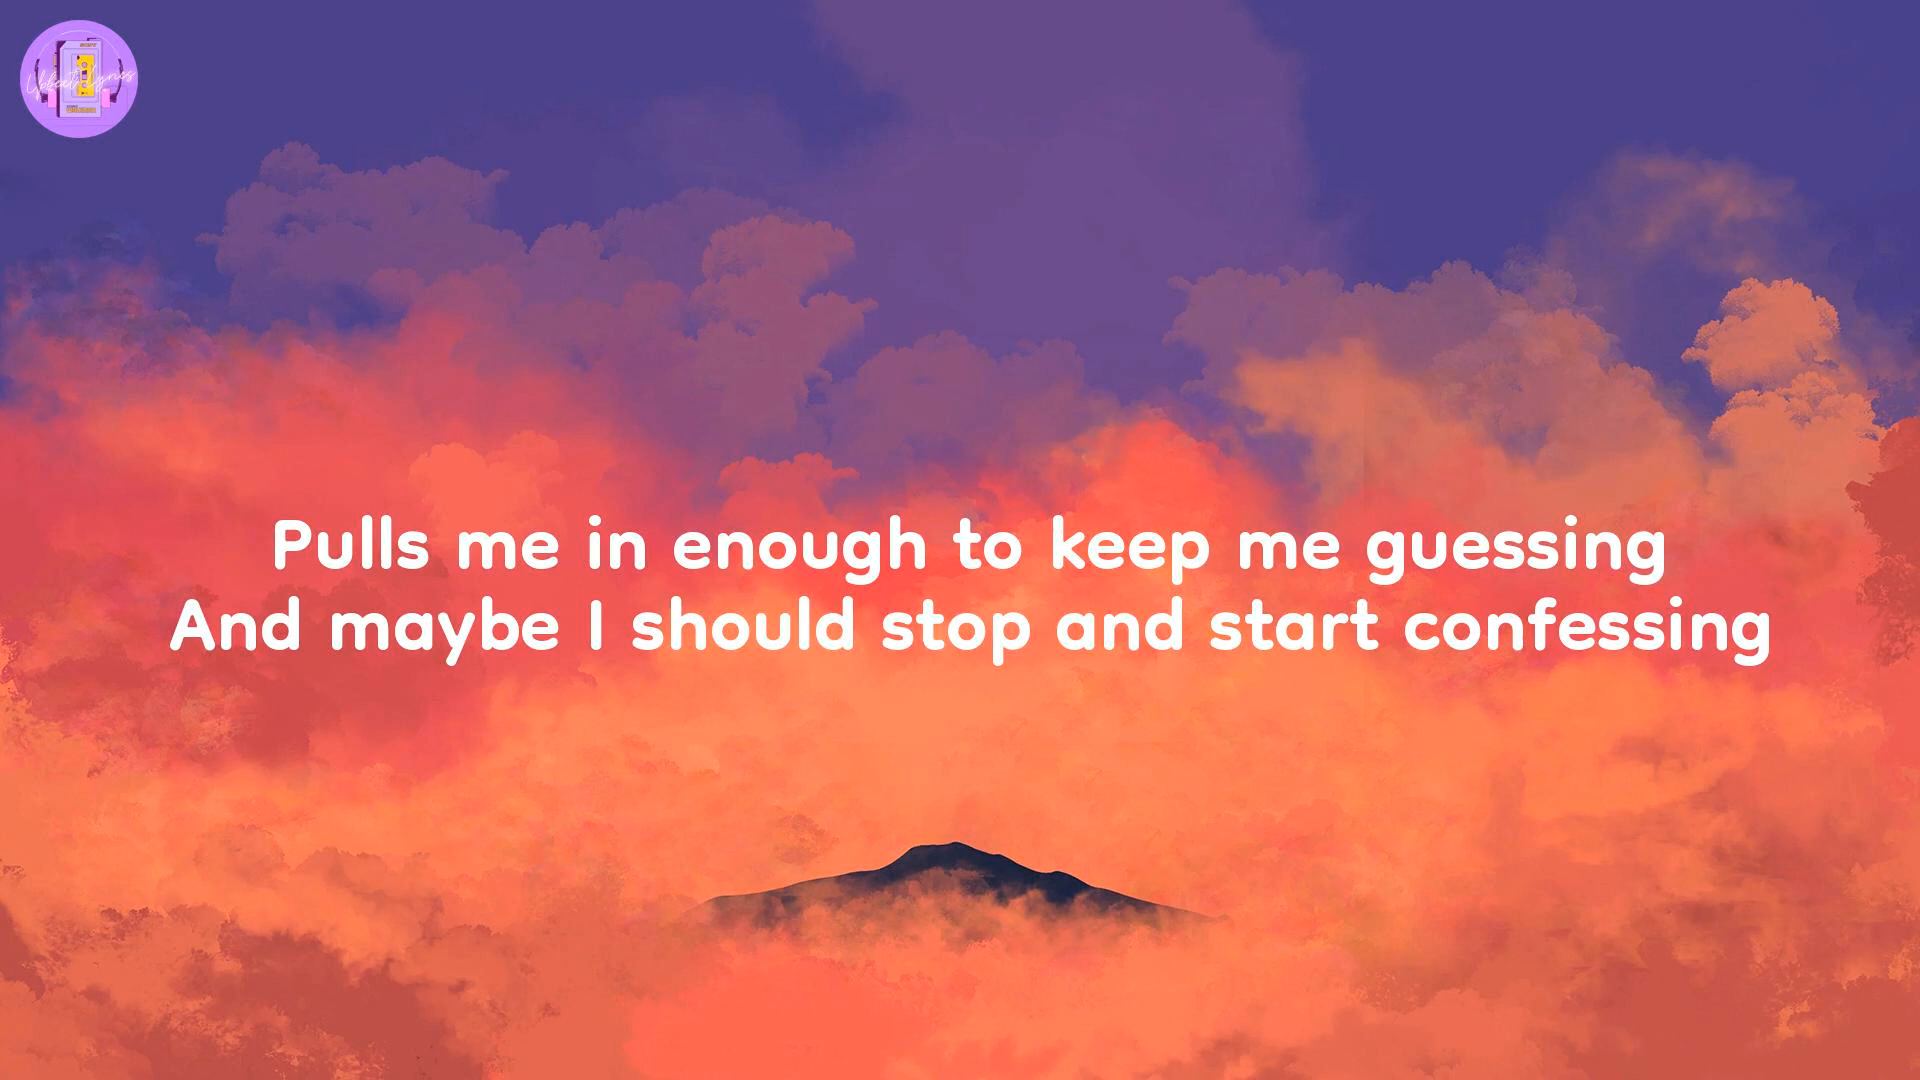 Pulls me in enough to keep me guessing
And maybe I should stop and start confessing